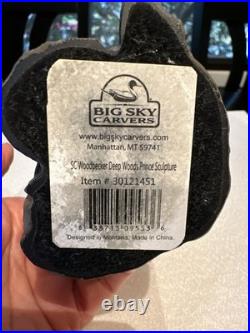 BIG SKY
CARVERS
www.bigskycarvers.com
Manhattan, MT 59741
SC Woodpecker Deep Woods Prince Sculpture
Item # 30121451
Designed in Montana. Made in China.